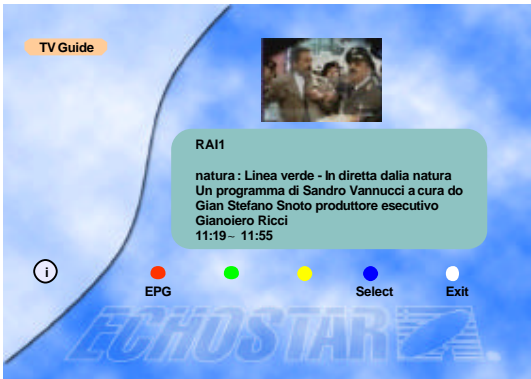 TV Guide
RAI1
natura : Linea verde - In diretta dalia natura
Un programma di Sandro Vannucci a cura do
Gian Stefano Snoto produttore esecutivo
Gianoiero Ricci
11:19~ 11:55
i
EPG Select Exit
ECHOSTAR